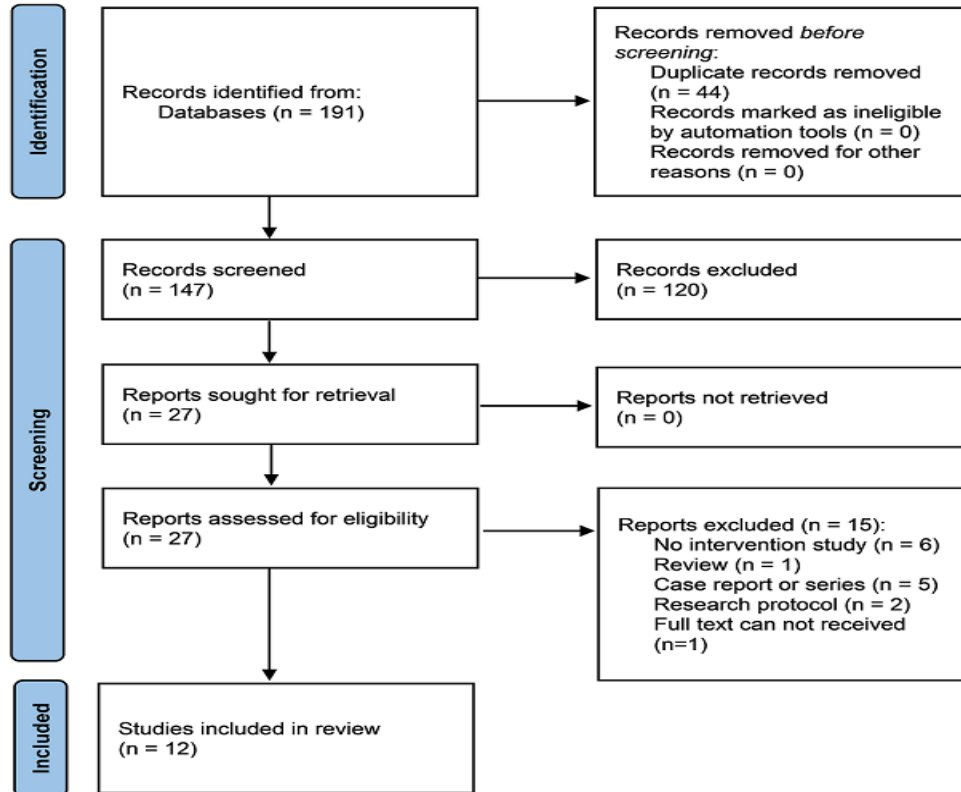 Identification
Records identified from:
Databases (n = 191)
Records removed before
screening:
Duplicate records removed
(n = 44)
Records marked as ineligible
by automation tools (n = 0)
Records removed for other
reasons (n = 0)
Screening
Records screened
(n = 147)
Records excluded
(n = 120)
Reports sought for retrieval
(n = 27)
Reports not retrieved
(n = 0)
Reports assessed for eligibility
(n = 27)
Reports excluded (n = 15):
No intervention study (n = 6)
Review (n = 1)
Case report or series (n = 5)
Research protocol (n = 2)
Full text can not received
(n=1)
Included
Studies included in review
(n = 12)